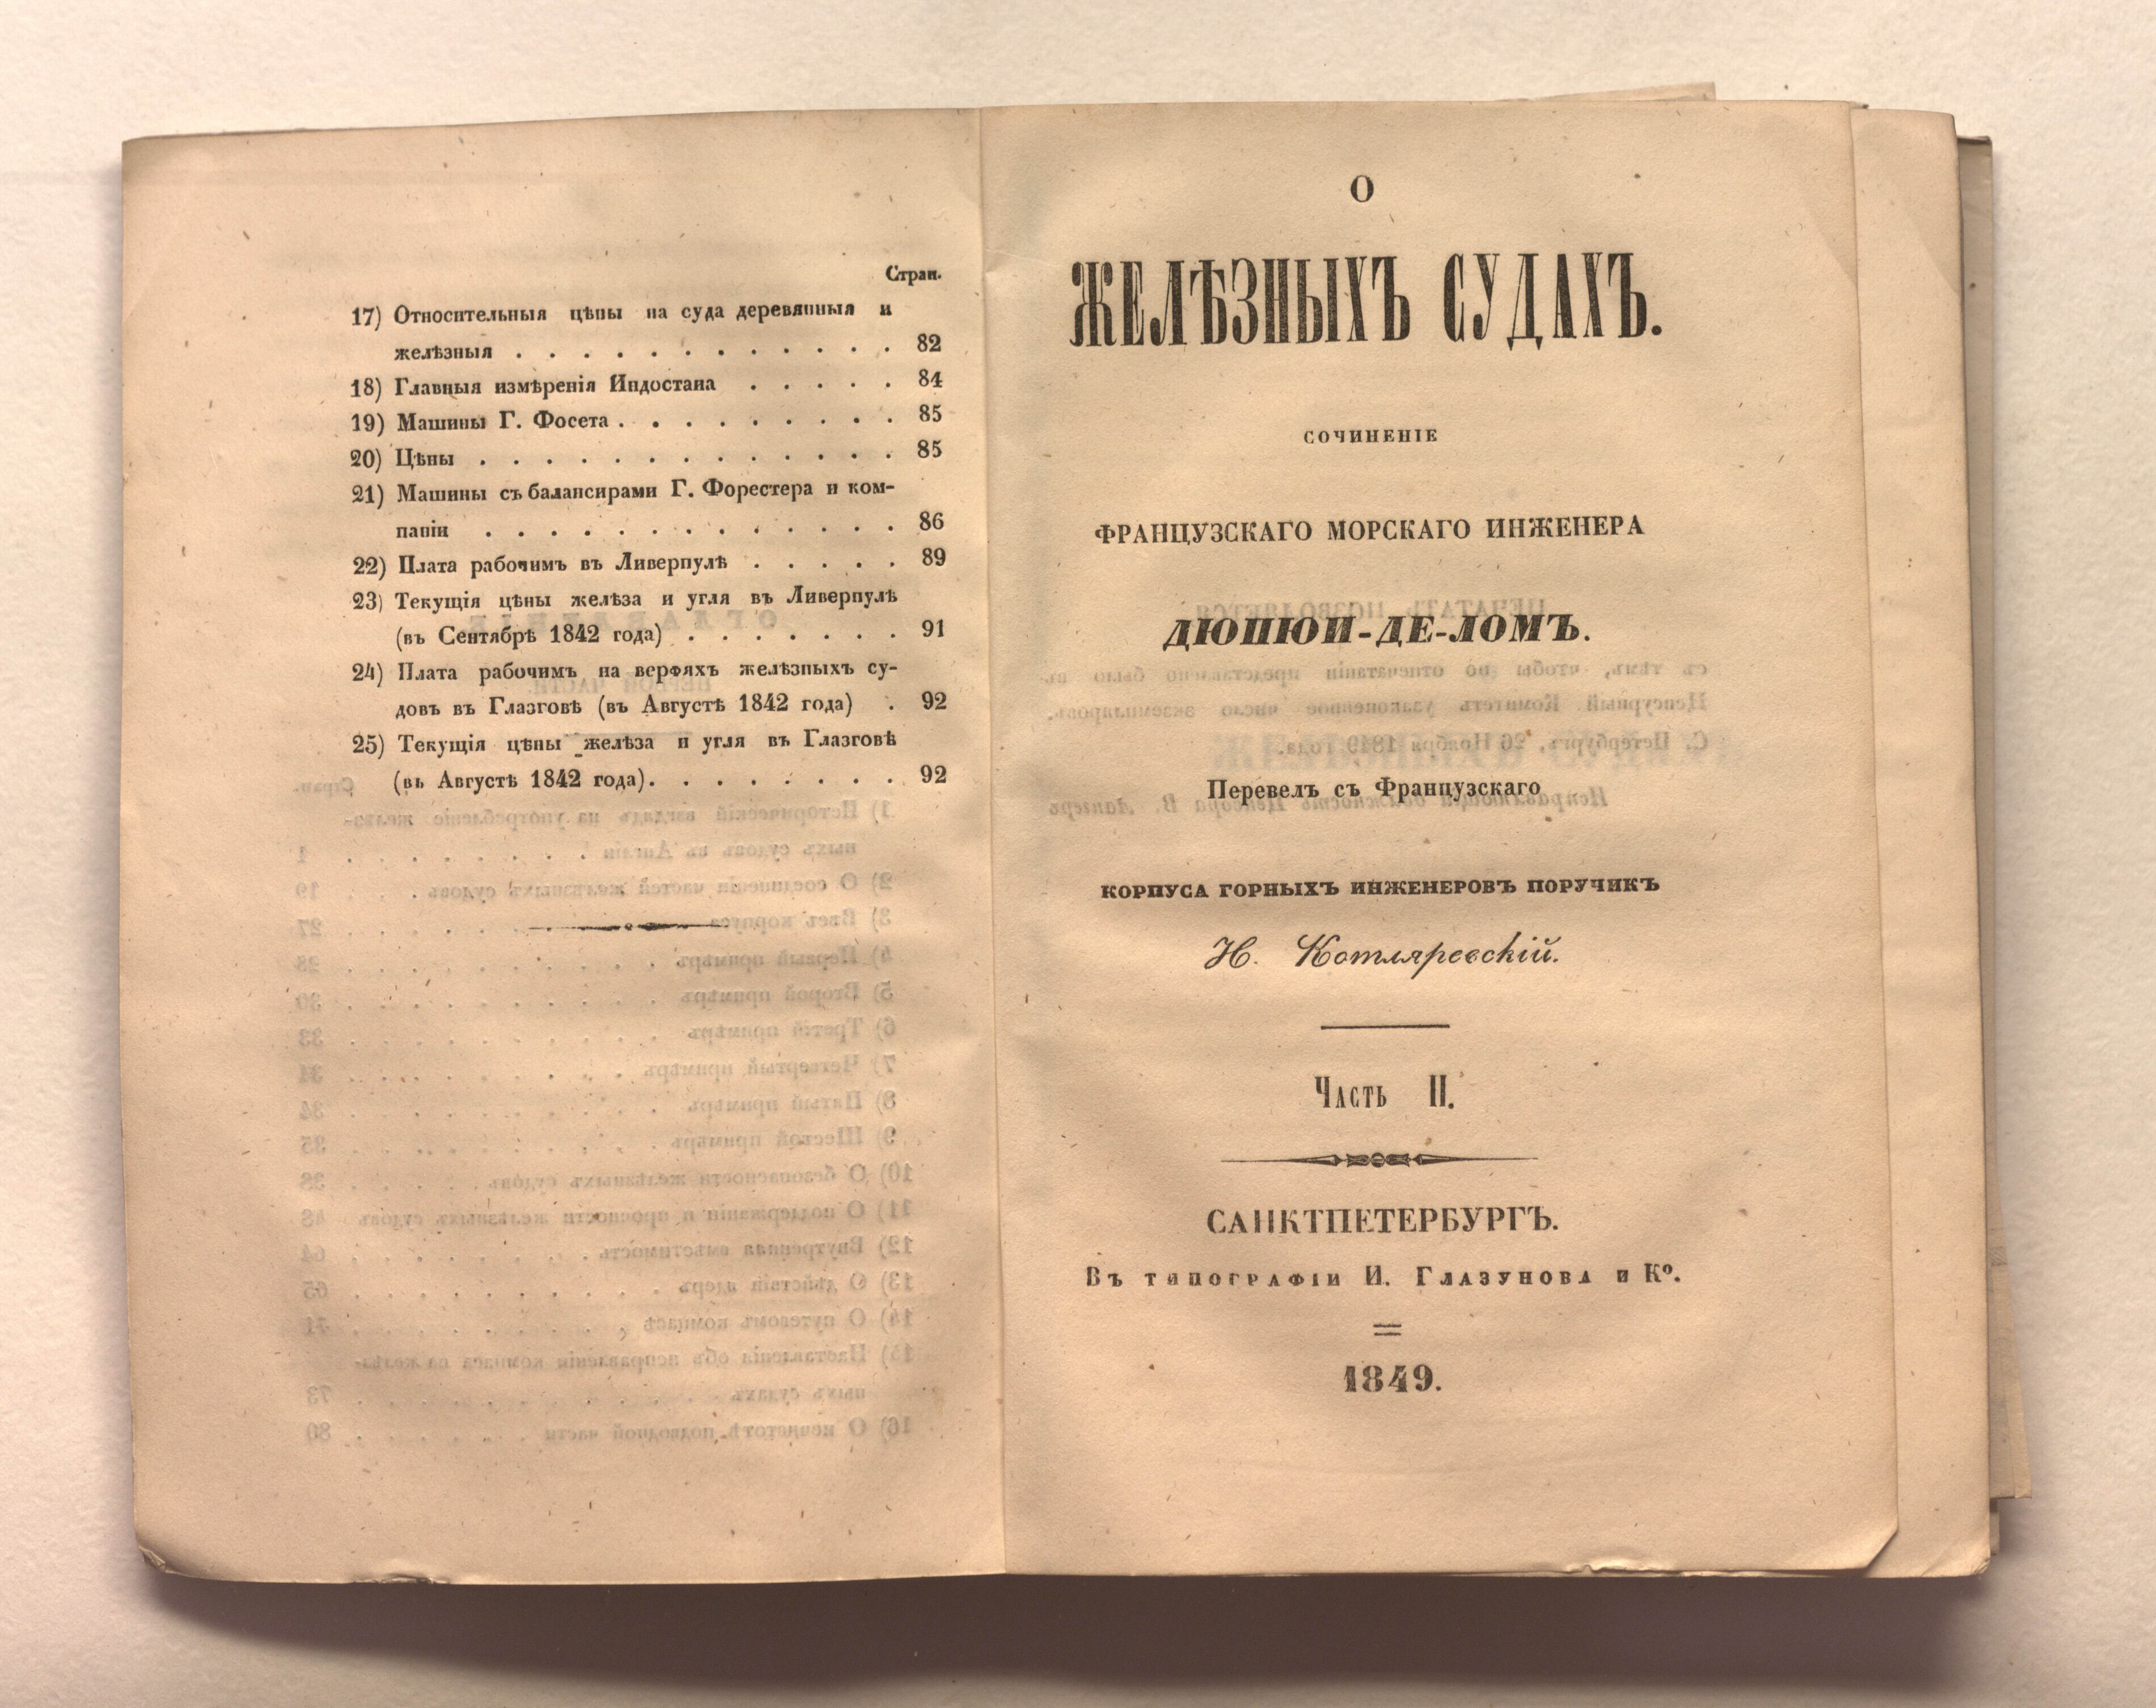 Стран.
17) Относительныя цѣны на суда деревянныя и
желѣзныя . . . . . . . . . . . . 82
18) Главныя измѣренія Индостана . . . . . 84
19) Машины Г. Фосета . . . . . . . . . 85
20) Цѣны . . . . . . . . . . . . . 85
21) Машины съ балансирами Г. Форестера и ком-
паніи . . . . . . . . . . . . . 86
22) Плата рабочимъ въ Ливерпулѣ . . . . . 89
23) Текущія цѣны желѣза и угля въ Ливерпулѣ
(въ Сентябрѣ 1842 года) . . . . . . . 91
24) Плата рабочимъ на верфяхъ желѣзныхъ су-
довъ въ Глазговѣ (въ Августѣ 1842 года) . 92
25) Текущія цѣны желѣза и угля въ Глазговѣ
(въ Августѣ 1842 года). . . . . . . . 92
О
ЖЕЛѢЗНЫХЪ СУДАХЪ.
СОЧИНЕНІЕ
ФРАНЦУЗСКАГО МОРСКАГО ИНЖЕНЕРА
ДЮПЮИ-ДЕ-ЛОМЪ.
Перевелъ съ Французскаго
КОРПУСА ГОРНЫХЪ ИНЖЕНЕРОВЪ ПОРУЧИКЪ
Н. Котляревскій.
Часть II.
САНКТПЕТЕРБУРГЪ.
Въ типографіи И. Глазунова и Кº.
1849.